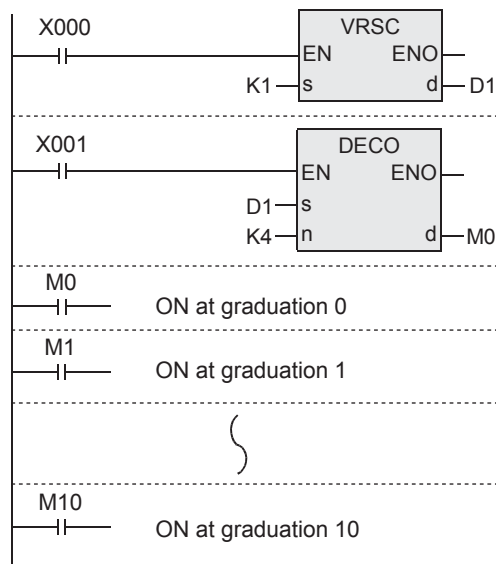 X000
VRSC
EN ENO
K1 s d D1
X001
DECO
EN ENO
D1 s
K4 n d M0
M0
ON at graduation 0
M1
ON at graduation 1
M10
ON at graduation 10